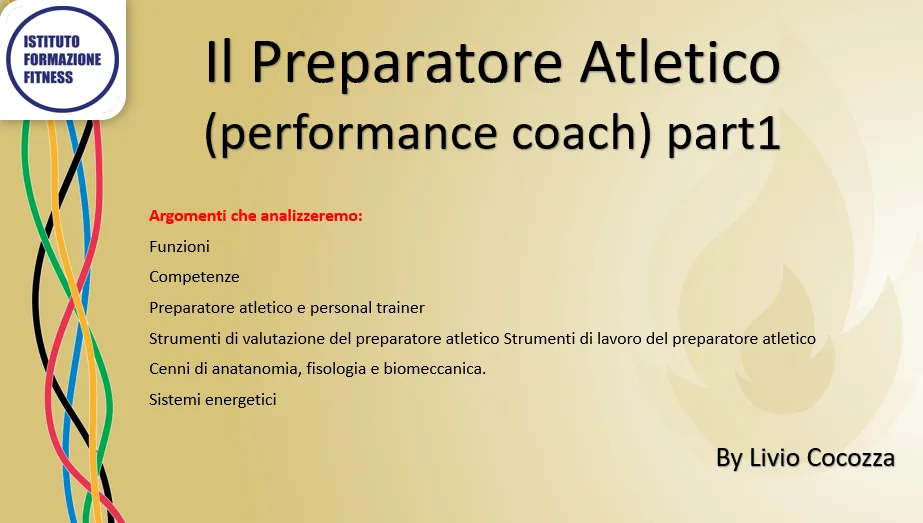 ISTITUTO
FORMAZIONE
FITNESS
Il Preparatore Atletico
(performance coach) part1
Argomenti che analizzeremo:
Funzioni
Competenze
Preparatore atletico e personal trainer
Strumenti di valutazione del preparatore atletico Strumenti di lavoro del preparatore atletico
Cenni di anatanomia, fisologia e biomeccanica.
Sistemi energetici
By Livio Cocozza